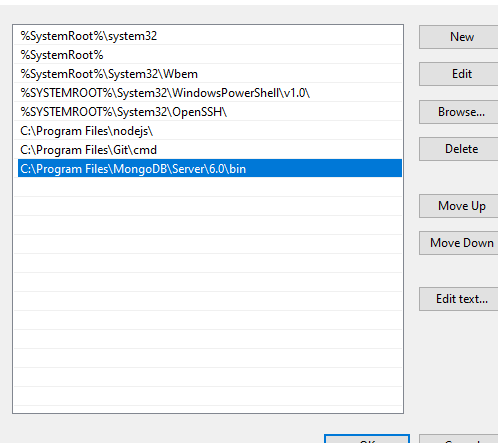 %SystemRoot%\system32
%SystemRoot%
%SystemRoot%\System32\Wbem
%SYSTEMROOT%\System32\WindowsPowerShell\v1.0\
%SYSTEMROOT%\System32\OpenSSH\
C:\Program Files\nodejs\
C:\Program Files\Git\cmd
C:\Program Files\MongoDB\Server\6.0\bin
New
Edit
Browse...
Delete
Move Up
Move Down
Edit text...